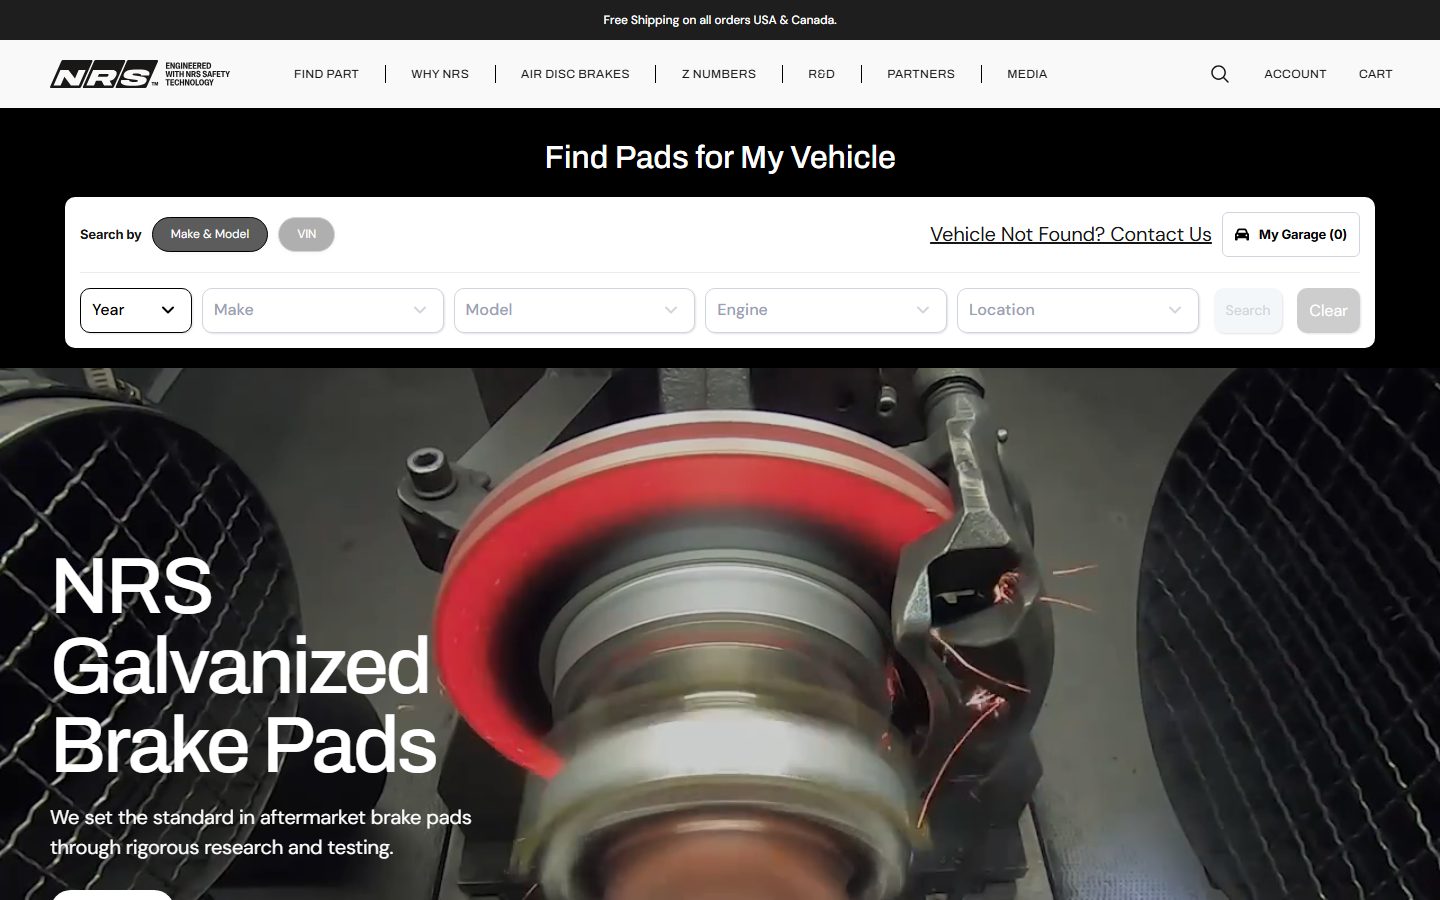 Free Shipping on all orders USA & Canada.
NRS™
ENGINEERED
WITH NRS SAFETY
TECHNOLOGY
FIND PART
WHY NRS
AIR DISC BRAKES
Z NUMBERS
R&D
PARTNERS
MEDIA
ACCOUNT
CART
Find Pads for My Vehicle
Search by
Make & Model
VIN
Vehicle Not Found? Contact Us
My Garage (0)
Year
Make
Model
Engine
Location
Search
Clear
NRS
Galvanized
Brake Pads
We set the standard in aftermarket brake pads
through rigorous research and testing.